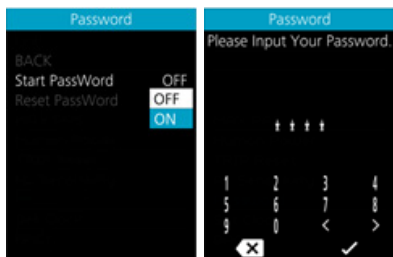 Password
BACK
Start PassWord OFF
Reset PassWord OFF
ON
Password
Please Input Your Password.
* * * *
1 2 3 4
5 6 7 8
9 0 < >